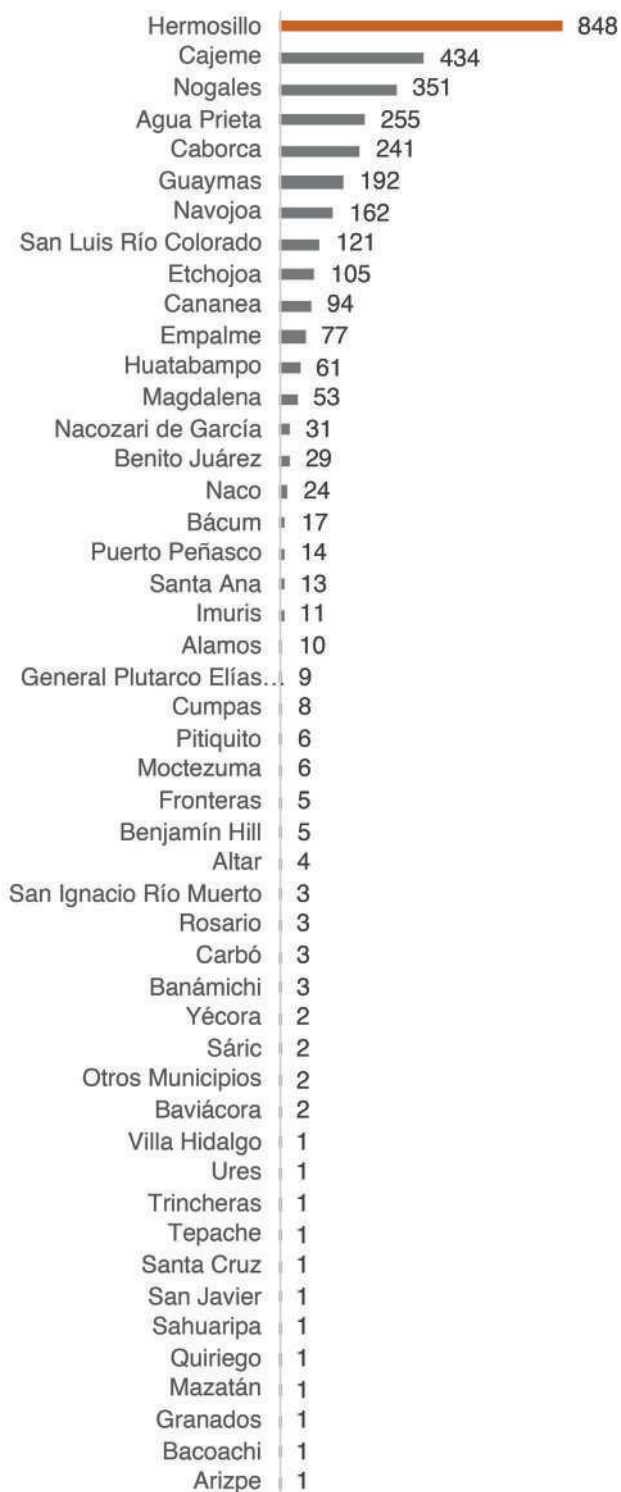 Hermosillo 848
Cajeme 434
Nogales 351
Agua Prieta 255
Caborca 241
Guaymas 192
Navojoa 162
San Luis Río Colorado 121
Etchojoa 105
Cananea 94
Empalme 77
Huatabampo 61
Magdalena 53
Nacozari de García 31
Benito Juárez 29
Naco 24
Bácum 17
Puerto Peñasco 14
Santa Ana 13
Imuris 11
Alamos 10
General Plutarco Elías... 9
Cumpas 8
Pitiquito 6
Moctezuma 6
Fronteras 5
Benjamín Hill 5
Altar 4
San Ignacio Río Muerto 3
Rosario 3
Carbó 3
Banámichi 3
Yécora 2
Sáric 2
Otros Municipios 2
Baviácora 2
Villa Hidalgo 1
Ures 1
Trincheras 1
Tepache 1
Santa Cruz 1
San Javier 1
Sahuaripa 1
Quiriego 1
Mazatán 1
Granados 1
Bacoachi 1
Arizpe 1